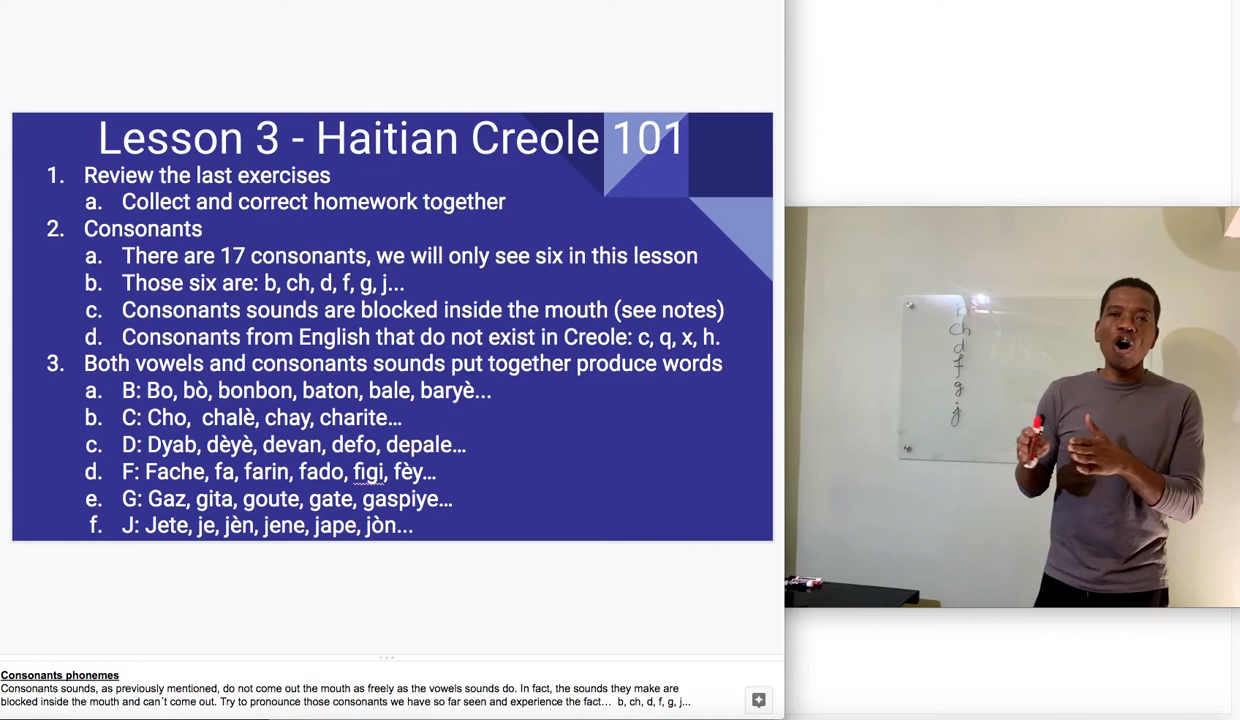 Lesson 3 - Haitian Creole 101
1. Review the last exercises
a. Collect and correct homework together
2. Consonants
a. There are 17 consonants, we will only see six in this lesson
b. Those six are: b, ch, d, f, g, j...
c. Consonants sounds are blocked inside the mouth (see notes)
d. Consonants from English that do not exist in Creole: c, q, x, h.
3. Both vowels and consonants sounds put together produce words
a. B: Bo, bò, bonbon, baton, bale, baryè...
b. C: Cho, chalè, chay, charite...
c. D: Dyab, dèyè, devan, defo, depale...
d. F: Fache, fa, farin, fado, figi, fèy...
e. G: Gaz, gita, goute, gate, gaspiye...
f. J: Jete, je, jèn, jene, jape, jòn...
b
ch
d
f
g
j
Consonants phonemes
Consonants sounds, as previously mentioned, do not come out the mouth as freely as the vowels sounds do. In fact, the sounds they make are
blocked inside the mouth and can´t come out. Try to pronounce those consonants we have so far seen and experience the fact... b, ch, d, f, g, j...